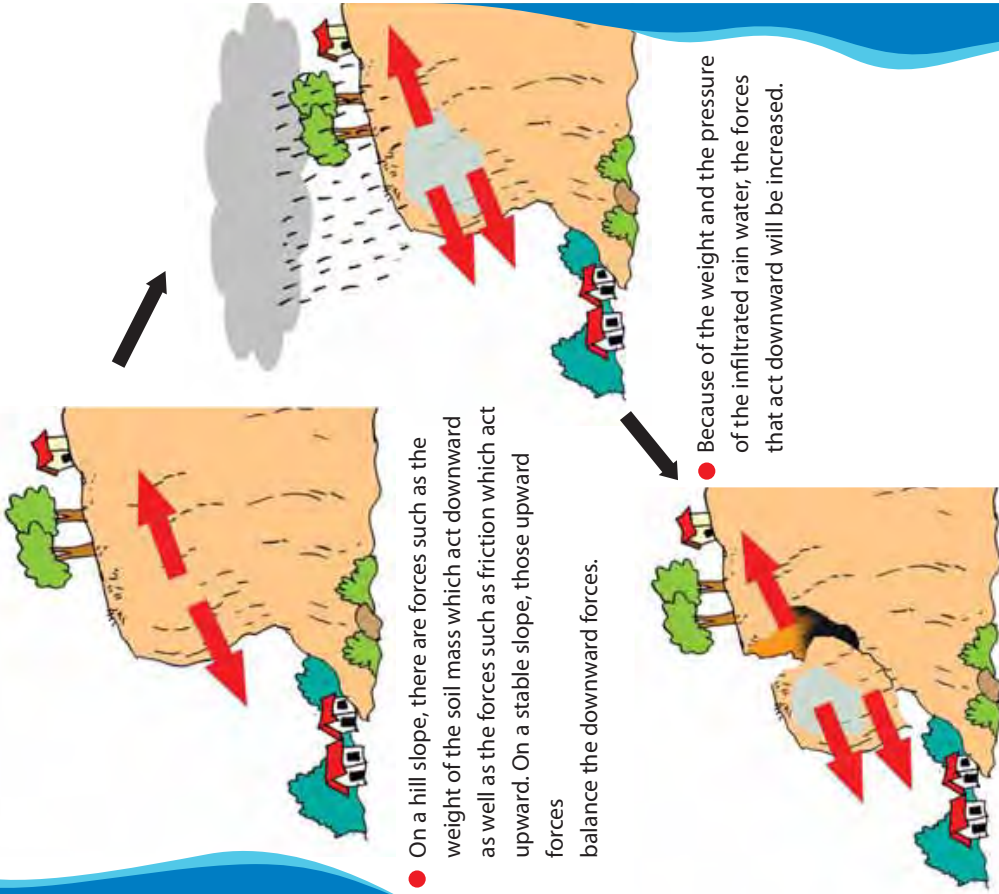 ● On a hill slope, there are forces such as the
weight of the soil mass which act downward
as well as the forces such as friction which act
upward. On a stable slope, those upward
forces
balance the downward forces.
● Because of the weight and the pressure
of the infiltrated rain water, the forces
that act downward will be increased.